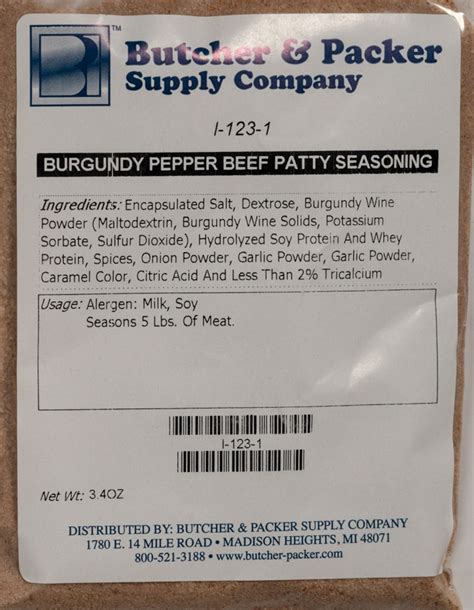 Butcher & Packer
Supply Company
TM
I-123-1
BURGUNDY PEPPER BEEF PATTY SEASONING
Ingredients: Encapsulated Salt, Dextrose, Burgundy Wine
Powder (Maltodextrin, Burgundy Wine Solids, Potassium
Sorbate, Sulfur Dioxide), Hydrolyzed Soy Protein And Whey
Protein, Spices, Onion Powder, Garlic Powder, Garlic Powder,
Caramel Color, Citric Acid And Less Than 2% Tricalcium
Usage: Alergen: Milk, Soy
Seasons 5 Lbs. Of Meat.
I-123-1
Net Wt: 3.4OZ
DISTRIBUTED BY: BUTCHER & PACKER SUPPLY COMPANY
1780 E. 14 MILE ROAD • MADISON HEIGHTS, MI 48071
800-521-3188 • www.butcher-packer.com